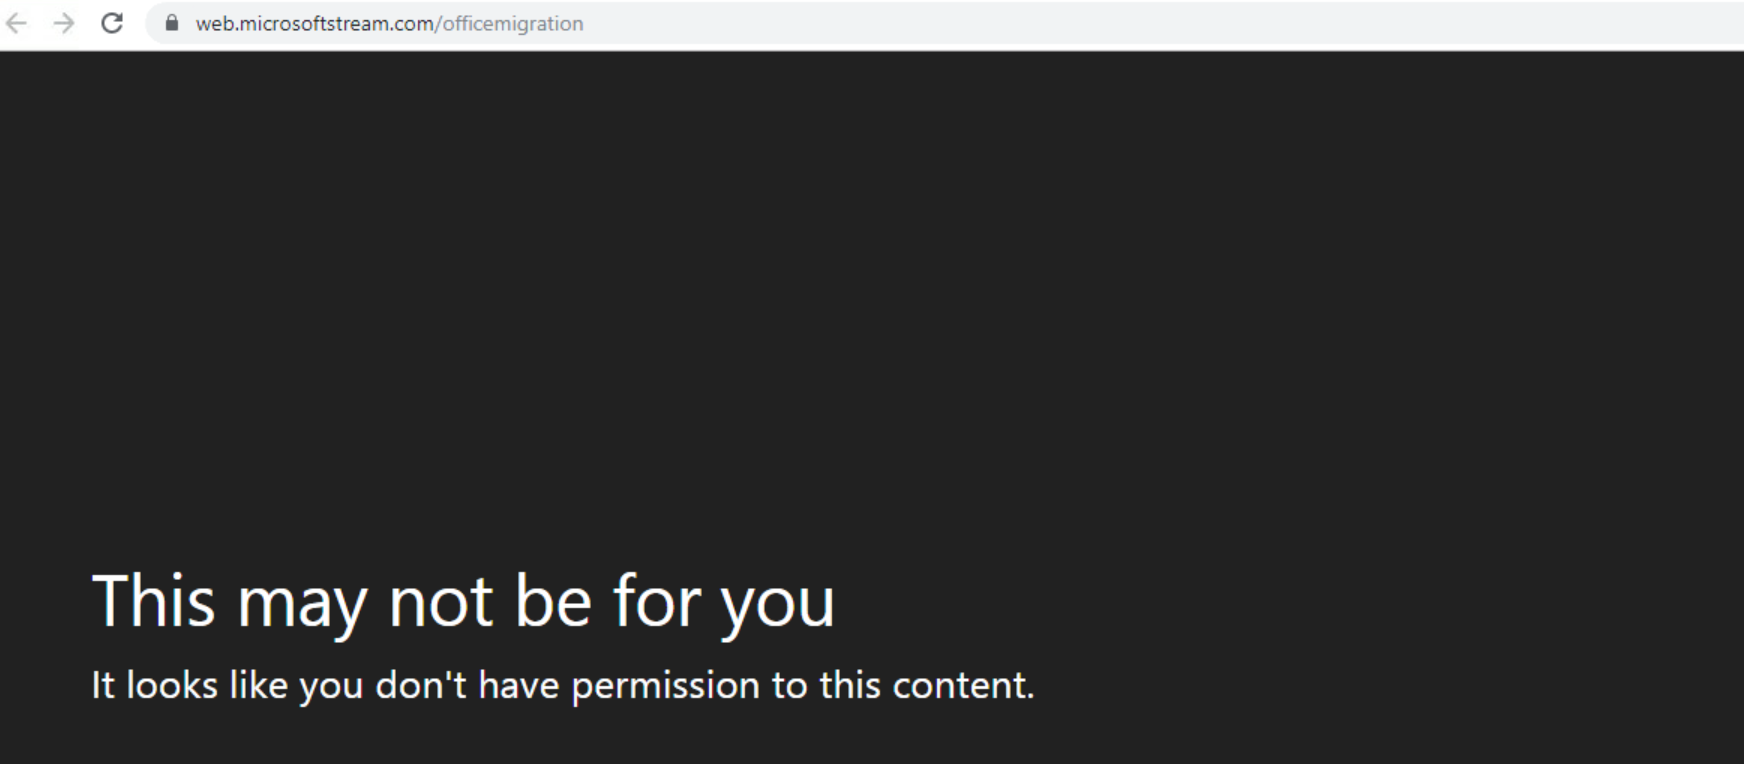 web.microsoftstream.com/officemigration
This may not be for you
It looks like you don't have permission to this content.